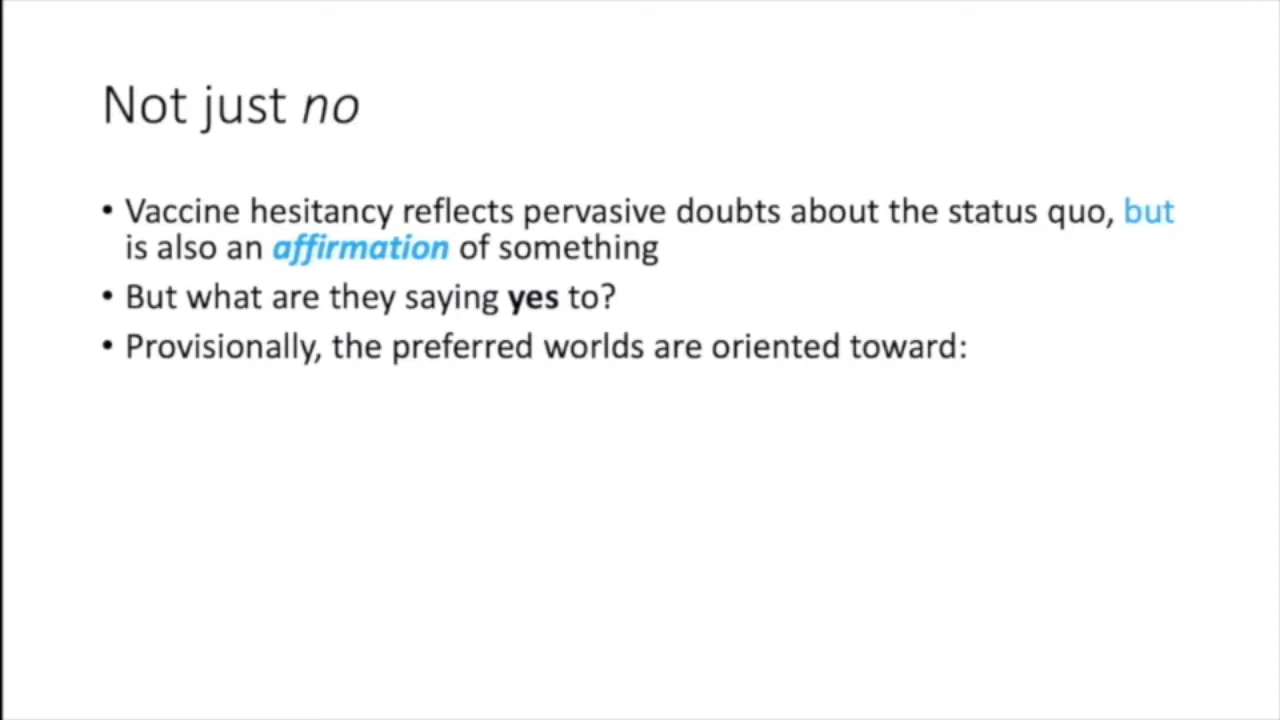 Not just no
• Vaccine hesitancy reflects pervasive doubts about the status quo, but
is also an affirmation of something
• But what are they saying yes to?
• Provisionally, the preferred worlds are oriented toward: